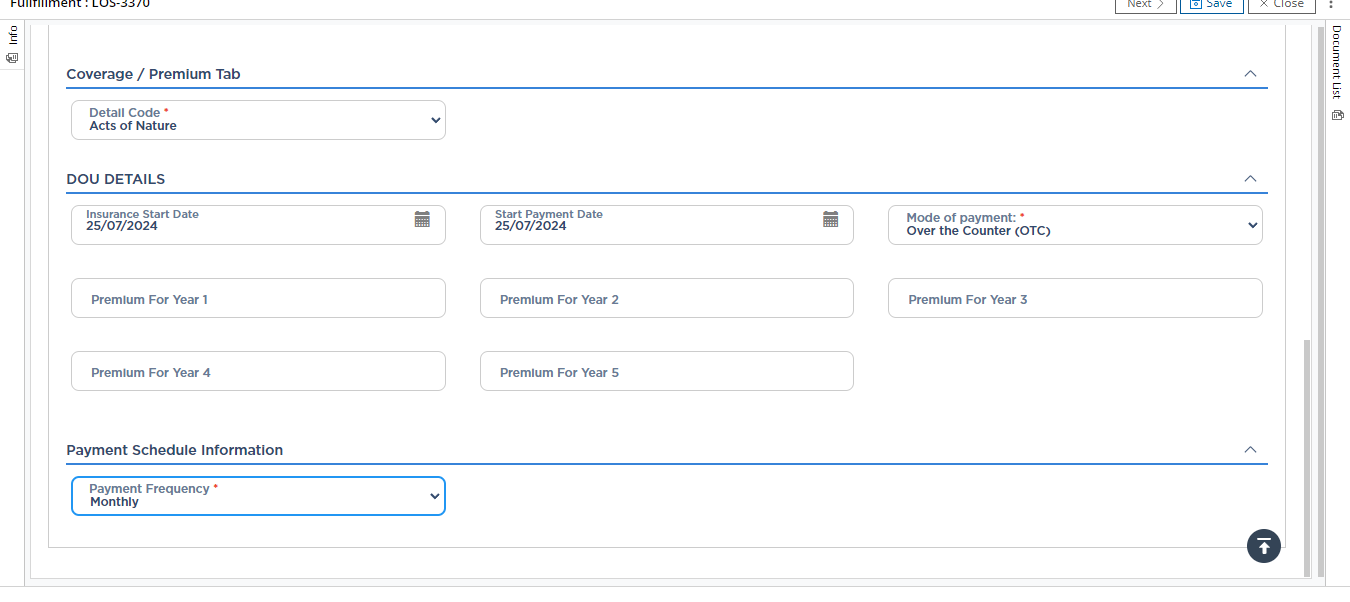 Fullfillment : LOS-3370
Next
Save
Close
Info
Document List
Coverage / Premium Tab
Detail Code *
Acts of Nature
DOU DETAILS
Insurance Start Date
25/07/2024
Start Payment Date
25/07/2024
Mode of payment: *
Over the Counter (OTC)
Premium For Year 1
Premium For Year 2
Premium For Year 3
Premium For Year 4
Premium For Year 5
Payment Schedule Information
Payment Frequency *
Monthly